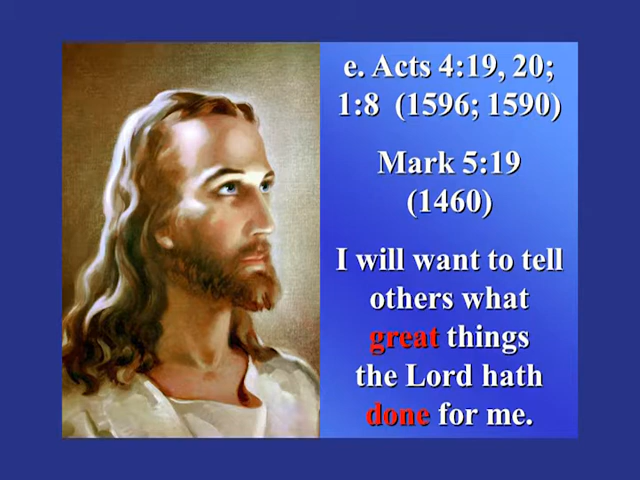 e. Acts 4:19, 20;
1:8 (1596; 1590)
Mark 5:19
(1460)
I will want to tell
others what
great things
the Lord hath
done for me.